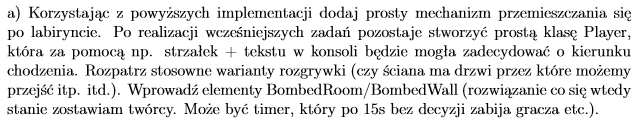 a) Korzystając z powyższych implementacji dodaj prosty mechanizm przemieszczania się
po labiryncie. Po realizacji wcześniejszych zadań pozostaje stworzyć prostą klasę Player,
która za pomocą np. strzałek + tekstu w konsoli będzie mogła zadecydować o kierunku
chodzenia. Rozpatrz stosowne warianty rozgrywki (czy ściana ma drzwi przez które możemy
przejść itp. itd.). Wprowadź elementy BombedRoom/BombedWall (rozwiązanie co się wtedy
stanie zostawiam twórcy. Może być timer, który po 15s bez decyzji zabija gracza etc.).